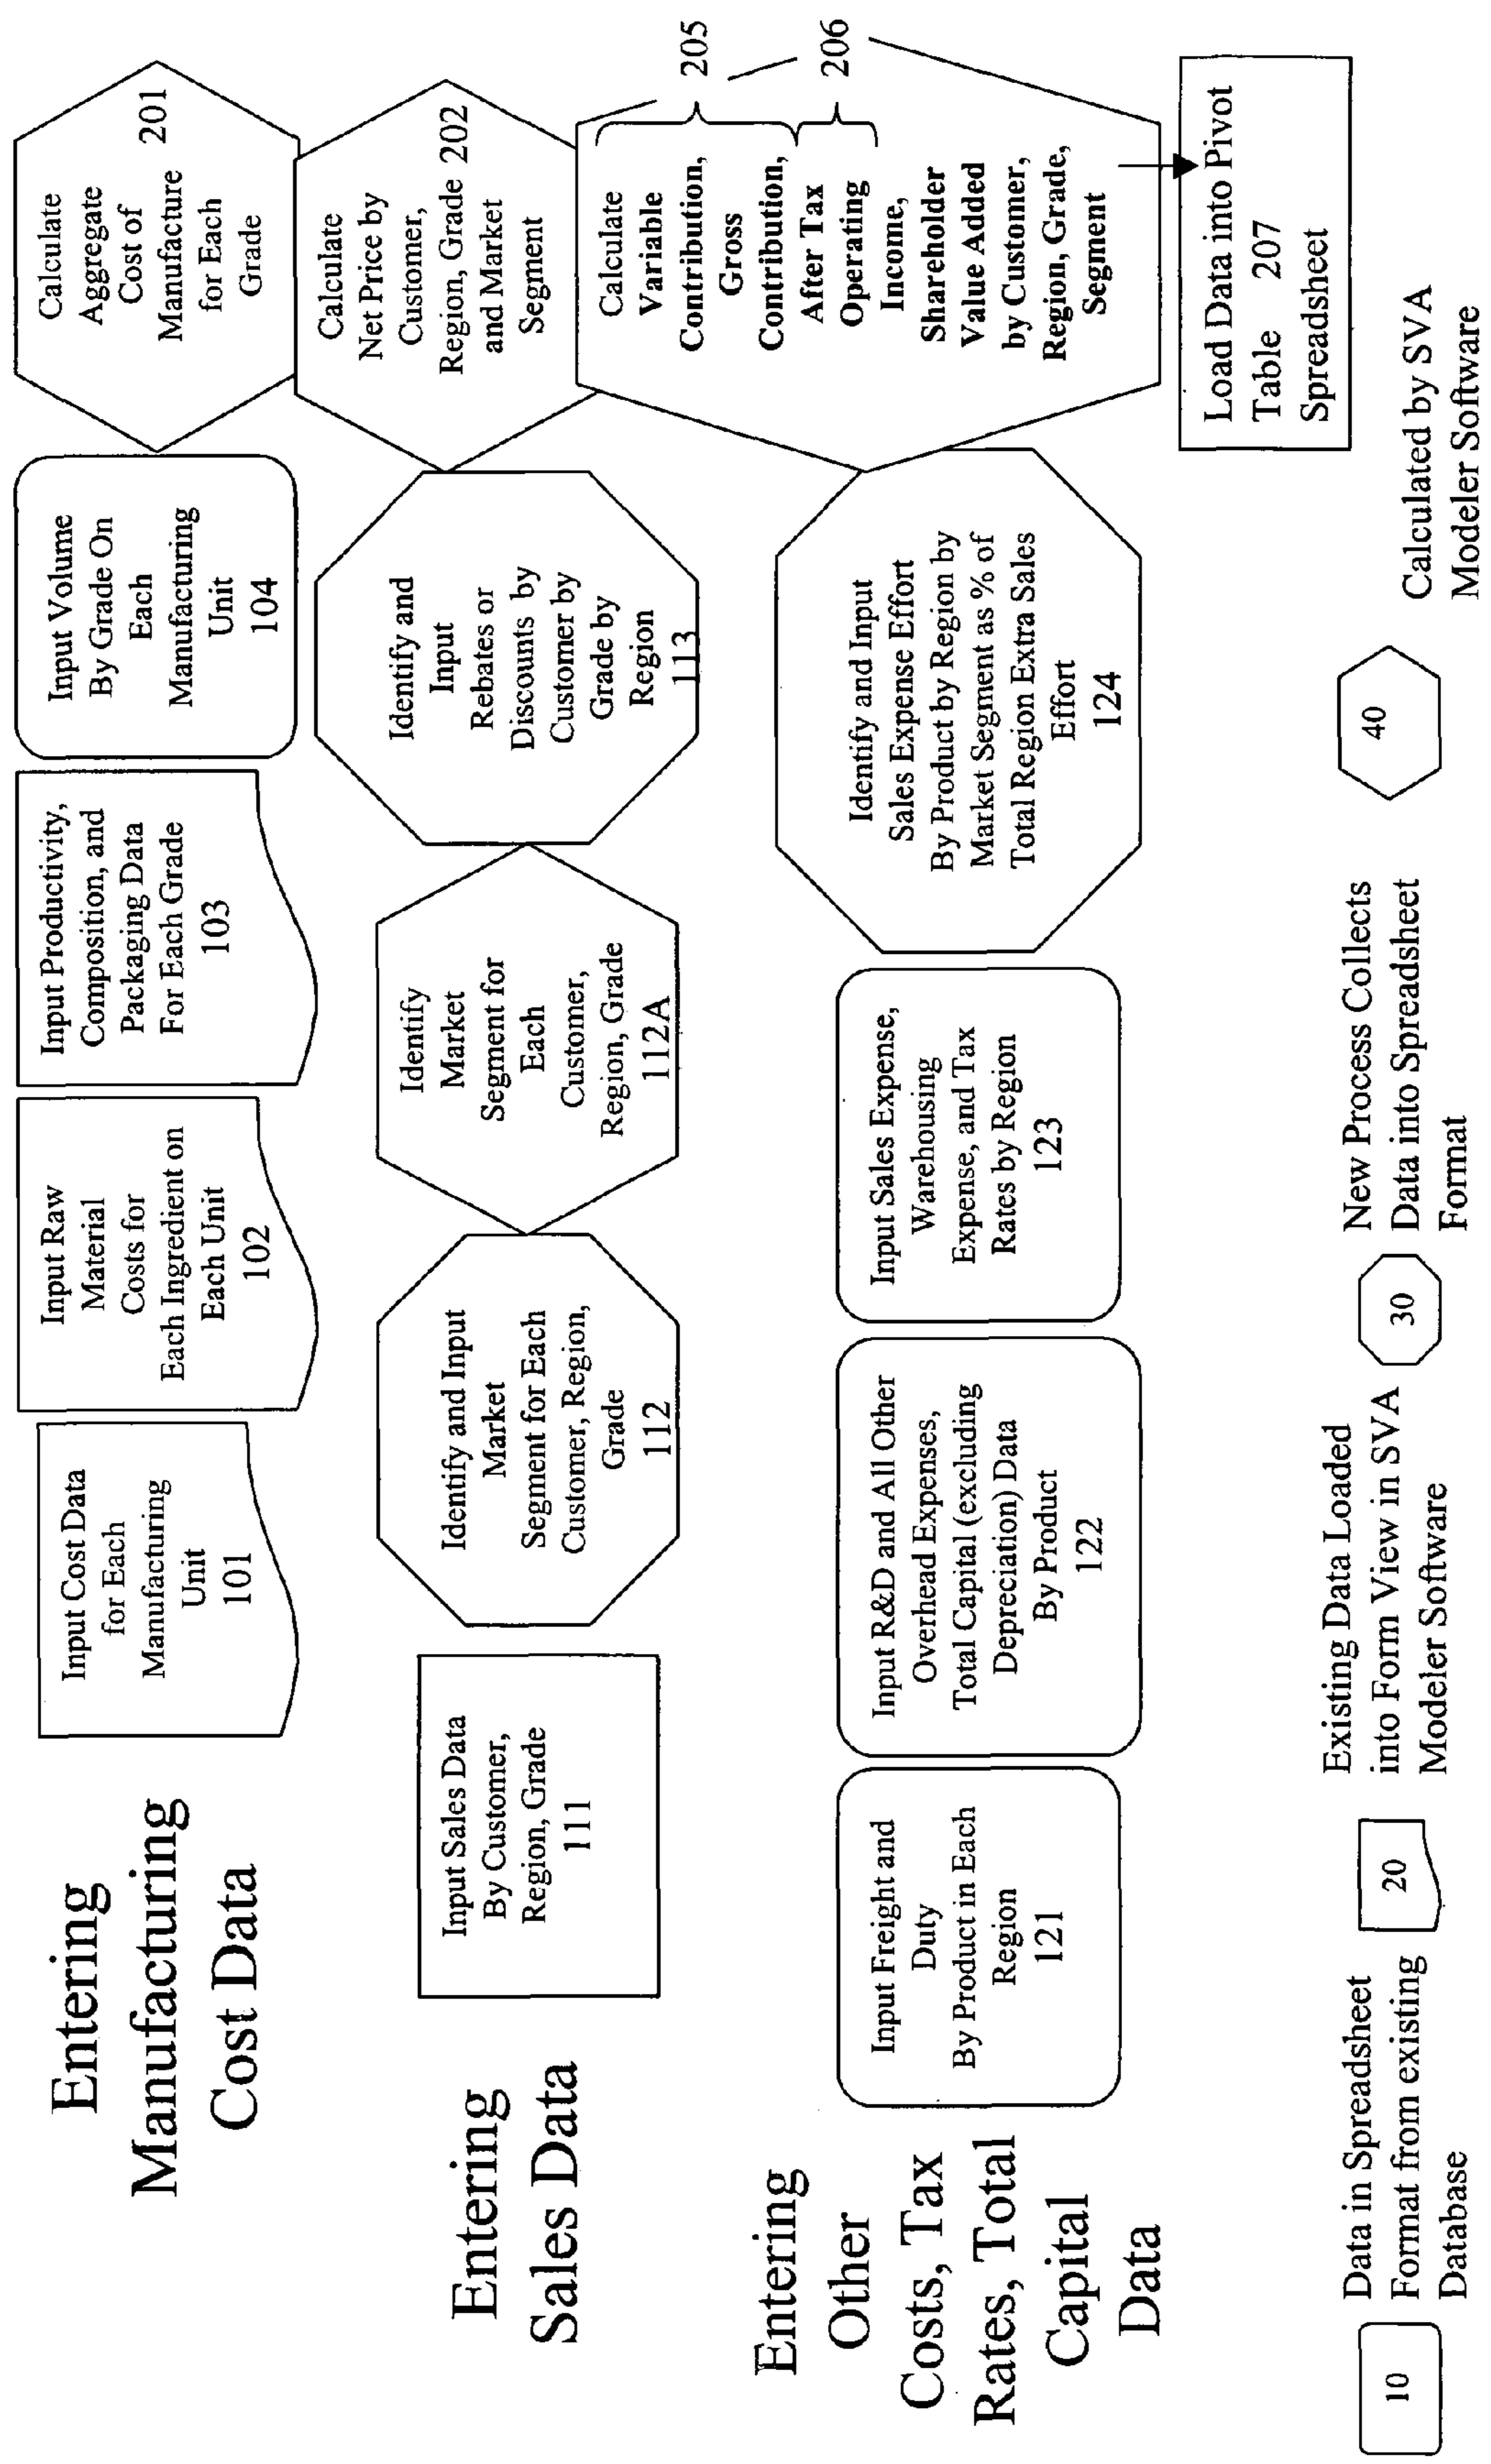 Entering
Manufacturing
Cost Data
Input Cost Data
for Each
Manufacturing
Unit
101
Input Raw
Material
Costs for
Each Ingredient on
Each Unit
102
Input Productivity,
Composition, and
Packaging Data
For Each Grade
103
Input Volume
By Grade On
Each
Manufacturing
Unit
104
Calculate
Aggregate
Cost of
Manufacture 201
for Each
Grade
Entering
Sales Data
Input Sales Data
By Customer,
Region, Grade
111
Identify and Input
Market
Segment for Each
Customer, Region,
Grade
112
Identify
Market
Segment for
Each
Customer,
Region, Grade
112A
Identify and
Input
Rebates or
Discounts by
Customer by
Grade by
Region
113
Calculate
Net Price by
Customer,
Region, Grade 202
and Market
Segment
Entering
Other
Costs, Tax
Rates, Total
Capital
Data
Input Freight and
Duty
By Product in Each
Region
121
Input R&D and All Other
Overhead Expenses,
Total Capital (excluding
Depreciation) Data
By Product
122
Input Sales Expense,
Warehousing
Expense, and Tax
Rates by Region
123
Identify and Input
Sales Expense Effort
By Product by Region by
Market Segment as % of
Total Region Extra Sales
Effort
124
Calculate
Variable
Contribution,
Gross
Contribution,
After Tax
Operating
Income,
Shareholder
Value Added
by Customer,
Region, Grade,
Segment
205
206
Load Data into Pivot
Table 207
Spreadsheet
10
Data in Spreadsheet
Format from existing
Database
20
Existing Data Loaded
into Form View in SVA
Modeler Software
30
New Process Collects
Data into Spreadsheet
Format
40
Calculated by SVA
Modeler Software